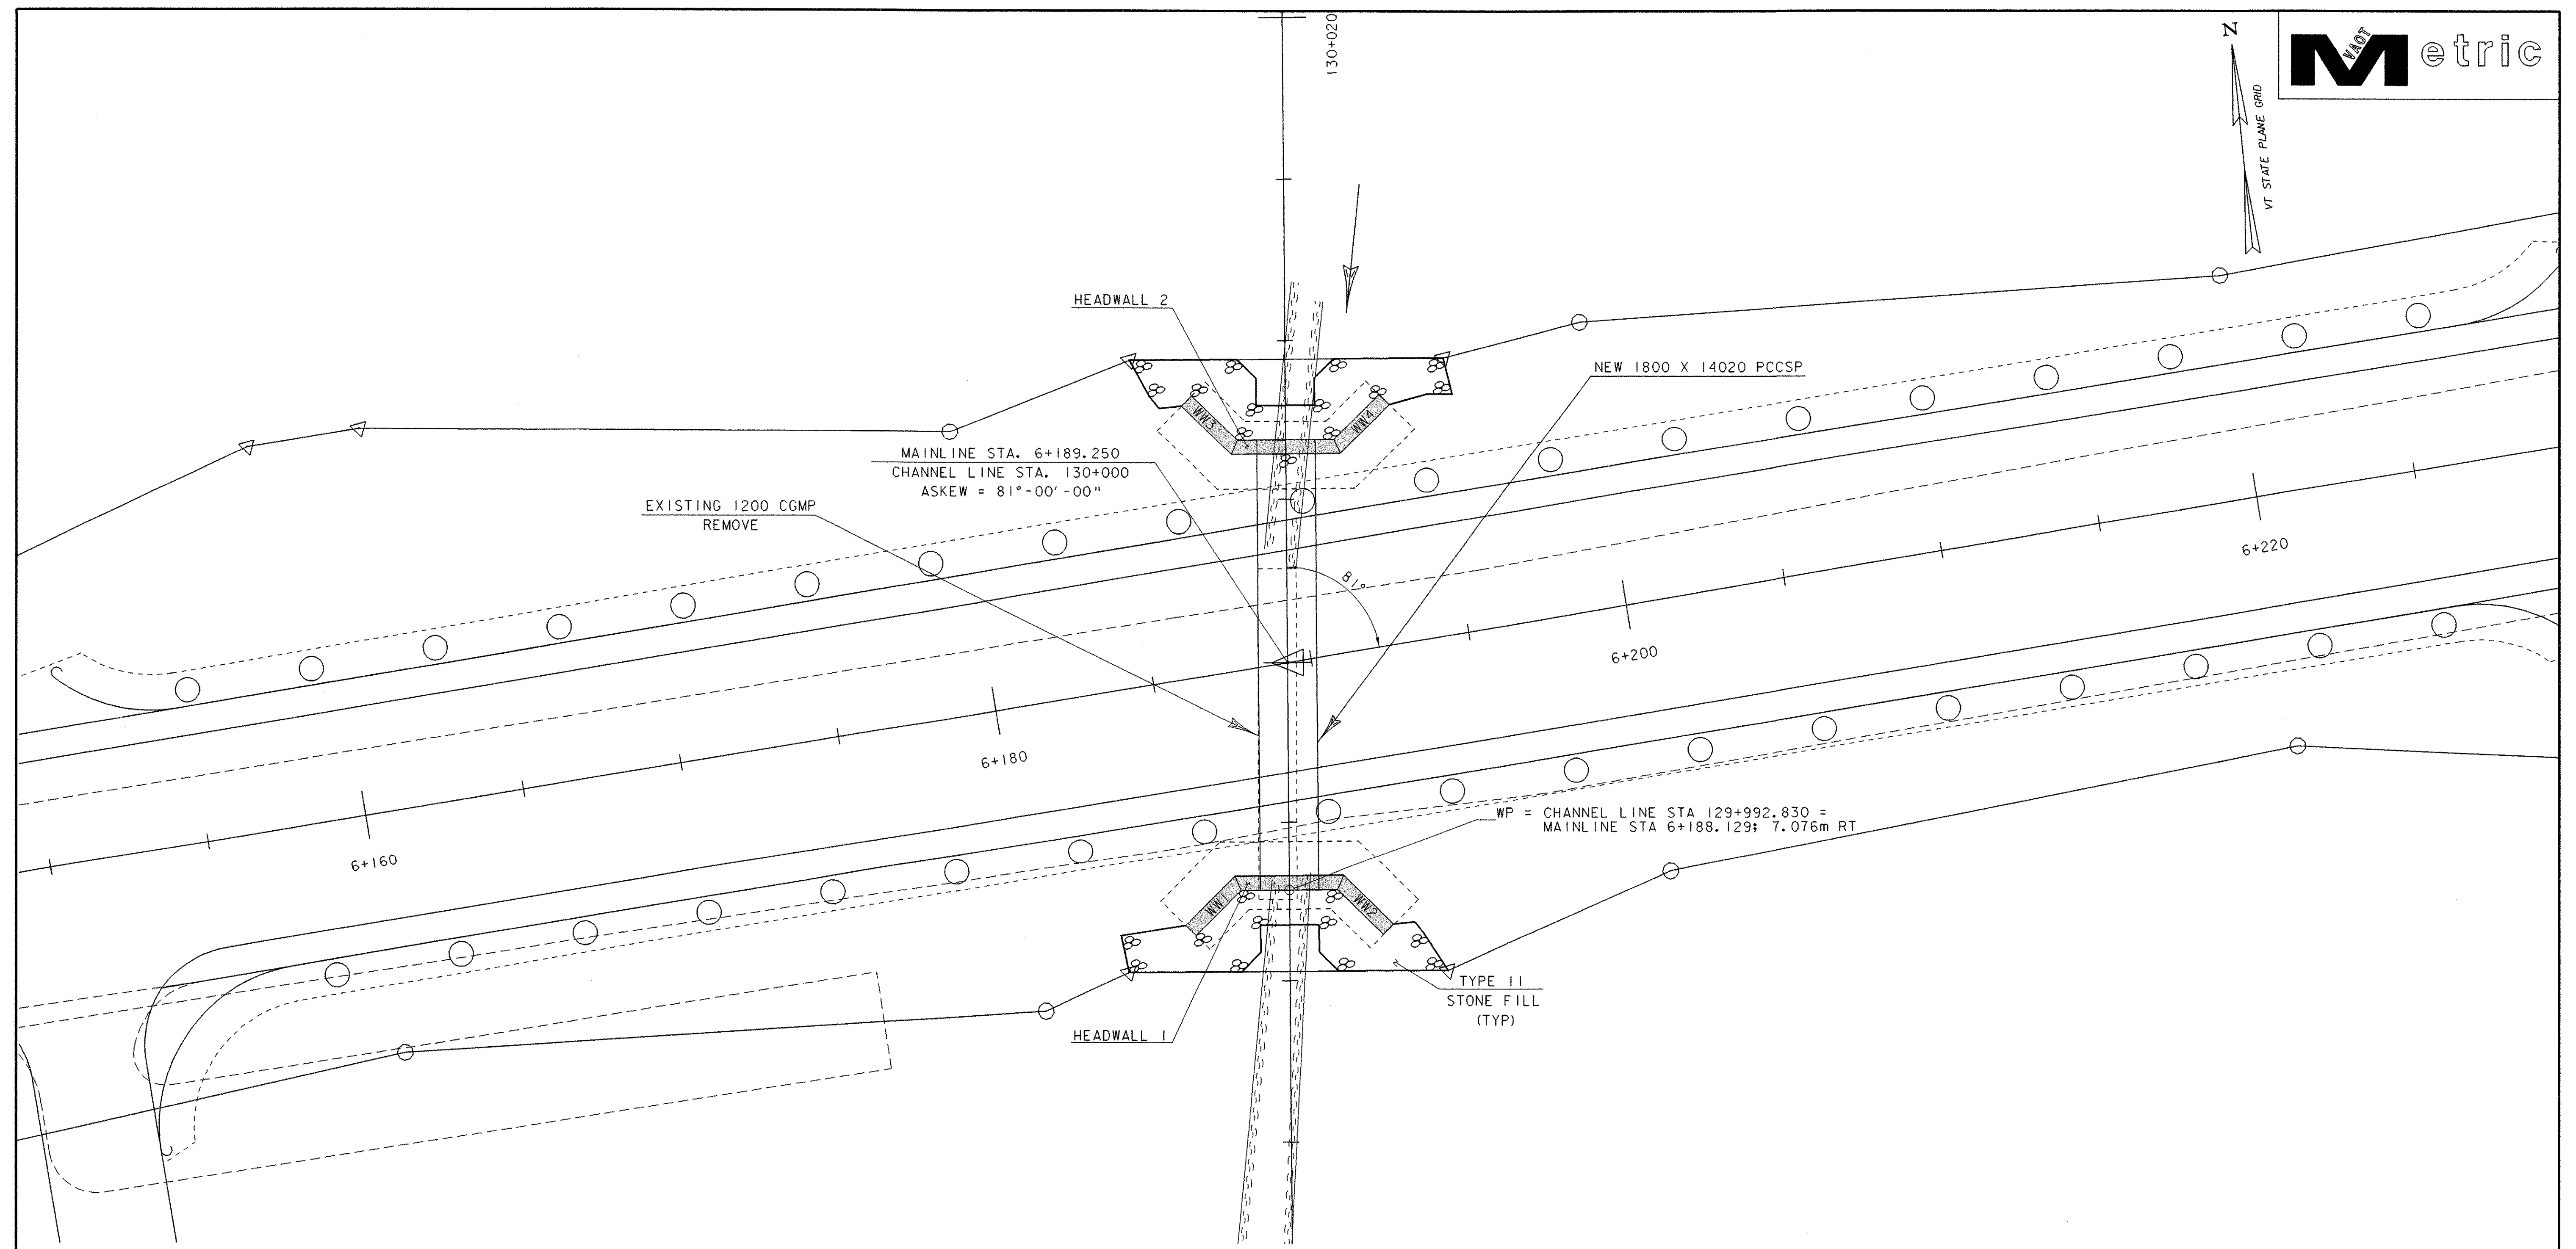 130+020
N
VAOT
Metric
VT STATE PLANE GRID
HEADWALL 2
NEW 1800 X 14020 PCCSP
WW3
WW4
MAINLINE STA. 6+189.250
CHANNEL LINE STA. 130+000
ASKEW = 81°-00'-00"
EXISTING 1200 CGMP
REMOVE
81°
6+220
6+200
6+180
6+160
WP = CHANNEL LINE STA 129+992.830 =
MAINLINE STA 6+188.129; 7.076m RT
WW1
WW2
TYPE II
STONE FILL
(TYP)
HEADWALL 1